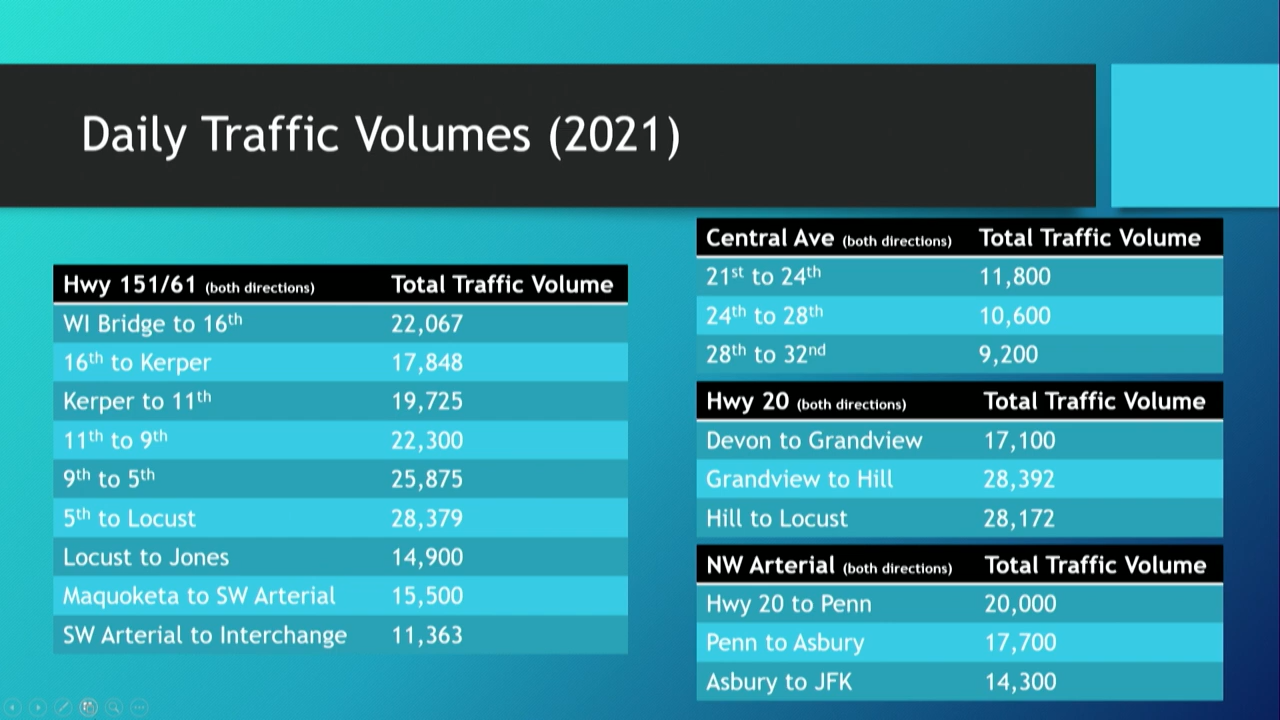 Daily Traffic Volumes (2021)
Hwy 151/61 (both directions) Total Traffic Volume
WI Bridge to 16th 22,067
16th to Kerper 17,848
Kerper to 11th 19,725
11th to 9th 22,300
9th to 5th 25,875
5th to Locust 28,379
Locust to Jones 14,900
Maquoketa to SW Arterial 15,500
SW Arterial to Interchange 11,363
Central Ave (both directions) Total Traffic Volume
21st to 24th 11,800
24th to 28th 10,600
28th to 32nd 9,200
Hwy 20 (both directions) Total Traffic Volume
Devon to Grandview 17,100
Grandview to Hill 28,392
Hill to Locust 28,172
NW Arterial (both directions) Total Traffic Volume
Hwy 20 to Penn 20,000
Penn to Asbury 17,700
Asbury to JFK 14,300